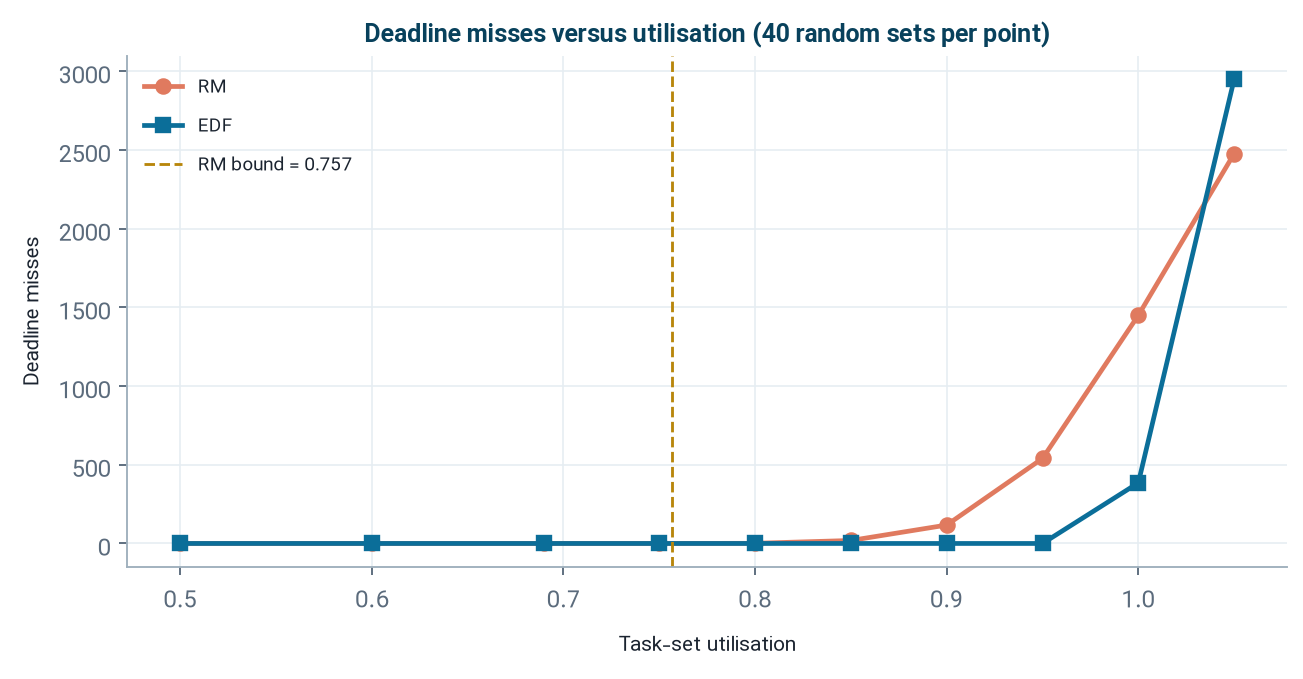 Deadline misses versus utilisation (40 random sets per point)
RM
EDF
RM bound = 0.757
Deadline misses
3000
2500
2000
1500
1000
500
0
0.5 0.6 0.7 0.8 0.9 1.0
Task-set utilisation